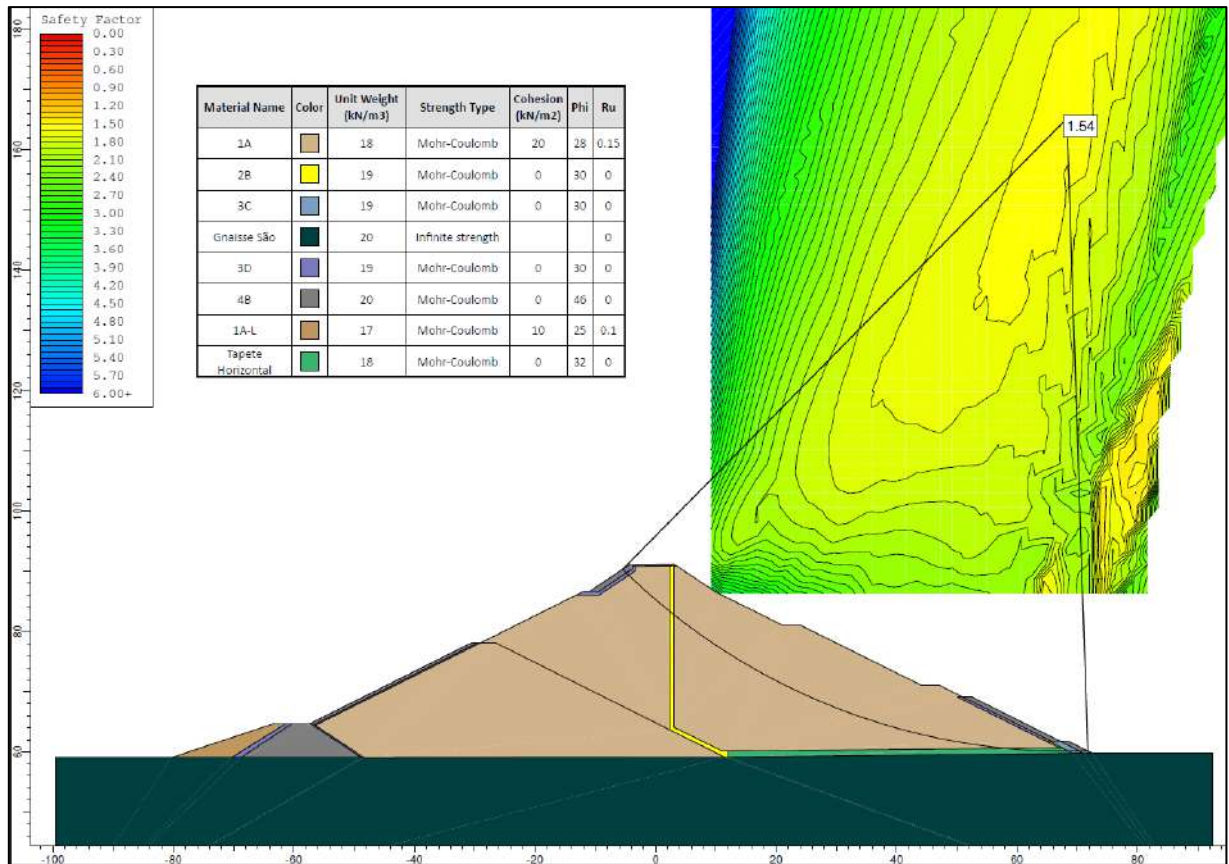 Safety Factor
0.00
0.30
0.60
0.90
1.20
1.50
1.80
2.10
2.40
2.70
3.00
3.30
3.60
3.90
4.20
4.50
4.80
5.10
5.40
5.70
6.00+
Material Name Color Unit Weight (kN/m3) Strength Type Cohesion (kN/m2) Phi Ru
1A 18 Mohr-Coulomb 20 28 0.15
2B 19 Mohr-Coulomb 0 30 0
3C 19 Mohr-Coulomb 0 30 0
Gnaisse São 20 Infinite strength 0
3D 19 Mohr-Coulomb 0 30 0
4B 20 Mohr-Coulomb 0 46 0
1A-L 17 Mohr-Coulomb 10 25 0.1
Tapete Horizontal 18 Mohr-Coulomb 0 32 0
1.54
180
160
140
120
100
80
60
-100 -80 -60 -40 -20 0 20 40 60 80